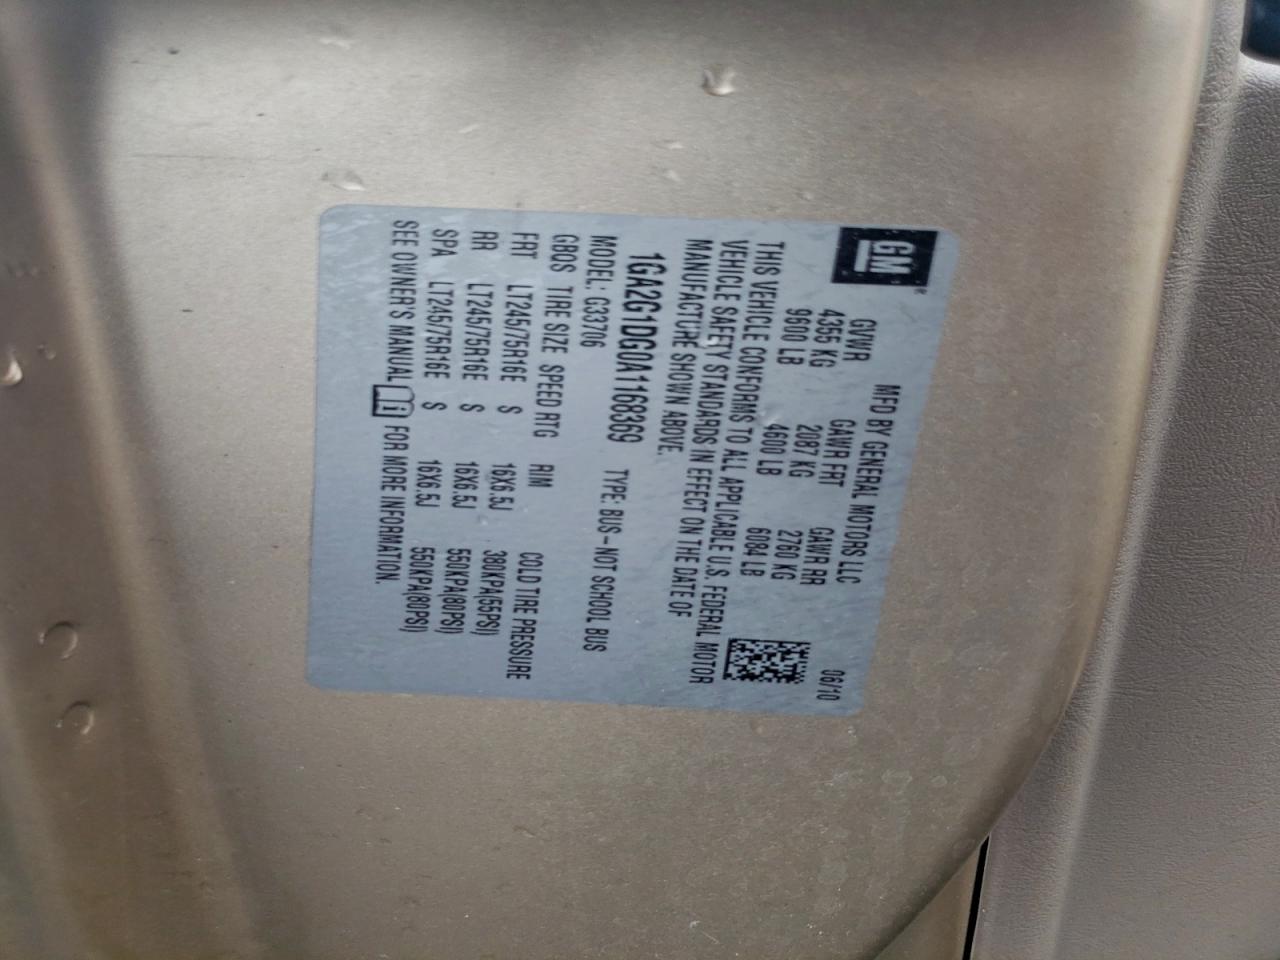 GM
MFD BY GENERAL MOTORS LLC 06/10
GVWR GAWR FRT GAWR RR
4355 KG 2087 KG 2760 KG
9600 LB 4600 LB 6084 LB
THIS VEHICLE CONFORMS TO ALL APPLICABLE U.S. FEDERAL MOTOR
VEHICLE SAFETY STANDARDS IN EFFECT ON THE DATE OF
MANUFACTURE SHOWN ABOVE.
1GA2G1DG0A1168369 TYPE: BUS-NOT SCHOOL BUS
MODEL: G33706
GBQS TIRE SIZE SPEED RTG RIM COLD TIRE PRESSURE
FRT LT245/75R16E S 16X6.5J 380KPA(55PSI)
RR LT245/75R16E S 16X6.5J 550KPA(80PSI)
SPA LT245/75R16E S 16X6.5J 550KPA(80PSI)
SEE OWNER'S MANUAL FOR MORE INFORMATION.